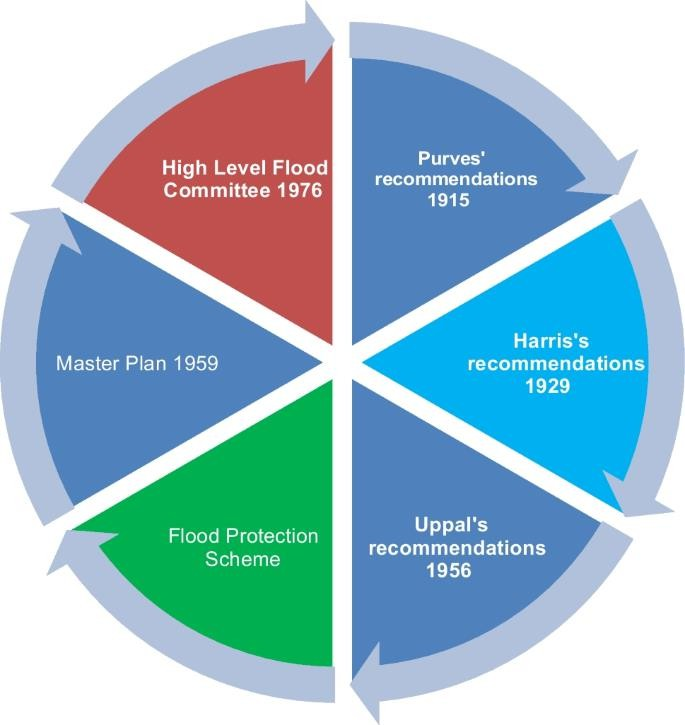 Purves'
recommendations
1915
Harris's
recommendations
1929
Uppal's
recommendations
1956
Flood Protection
Scheme
Master Plan 1959
High Level Flood
Committee 1976